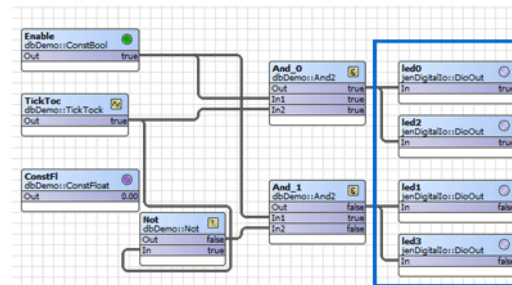 Enable
dbDemo::ConstBool
Out true
TickToc
dbDemo::TickTock
Out true
ConstFl
dbDemo::ConstFloat
Out 0.00
Not
dbDemo::Not
Out false
In true
And_0
dbDemo::And2
Out true
In1 true
In2 true
And_1
dbDemo::And2
Out false
In1 true
In2 false
led0
jenDigitalIo::DioOut
In true
led2
jenDigitalIo::DioOut
In true
led1
jenDigitalIo::DioOut
In false
led3
jenDigitalIo::DioOut
In false